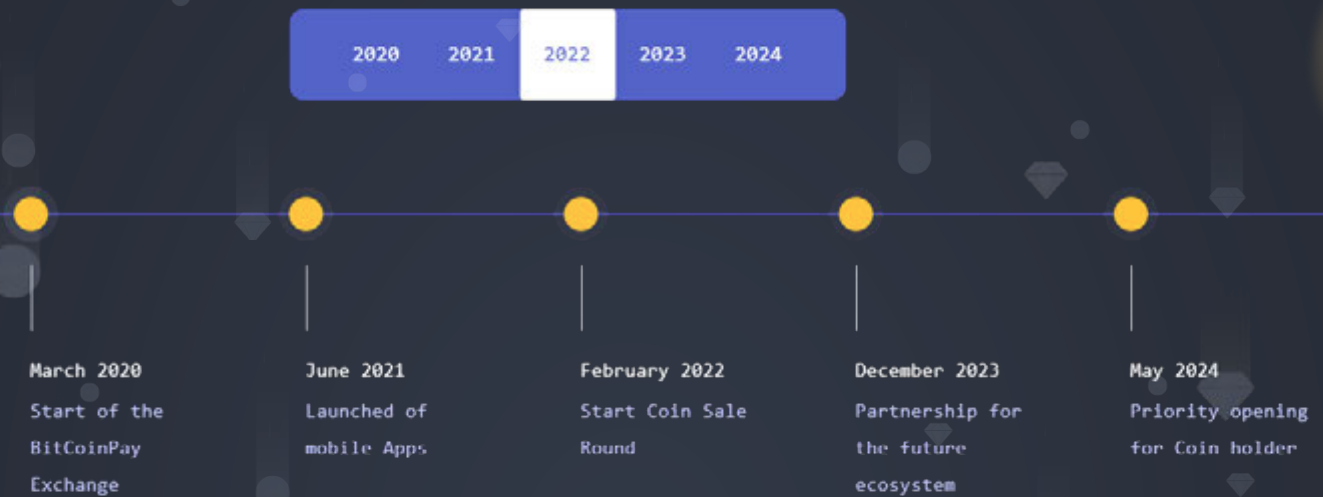 2020 2021 2022 2023 2024
March 2020
Start of the
BitCoinPay
Exchange
June 2021
Launched of
mobile Apps
February 2022
Start Coin Sale
Round
December 2023
Partnership for
the future
ecosystem
May 2024
Priority opening
for Coin holder